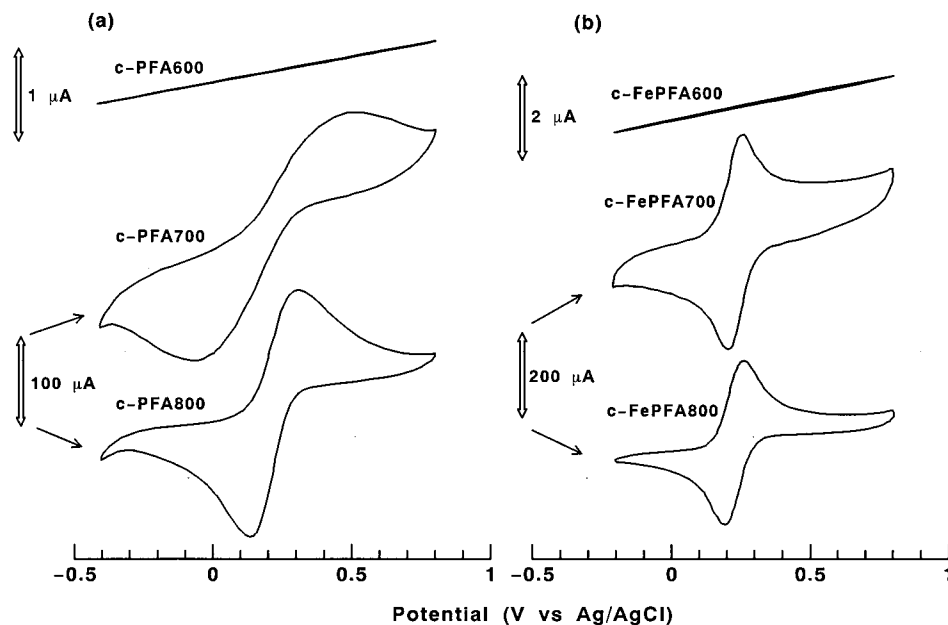 (a)
(b)
c-PFA600
1 μA
c-FePFA600
2 μA
c-PFA700
c-FePFA700
100 μA
c-PFA800
200 μA
c-FePFA800
-0.5 0 0.5 1
-0.5 0 0.5 1
Potential (V vs Ag/AgCl)